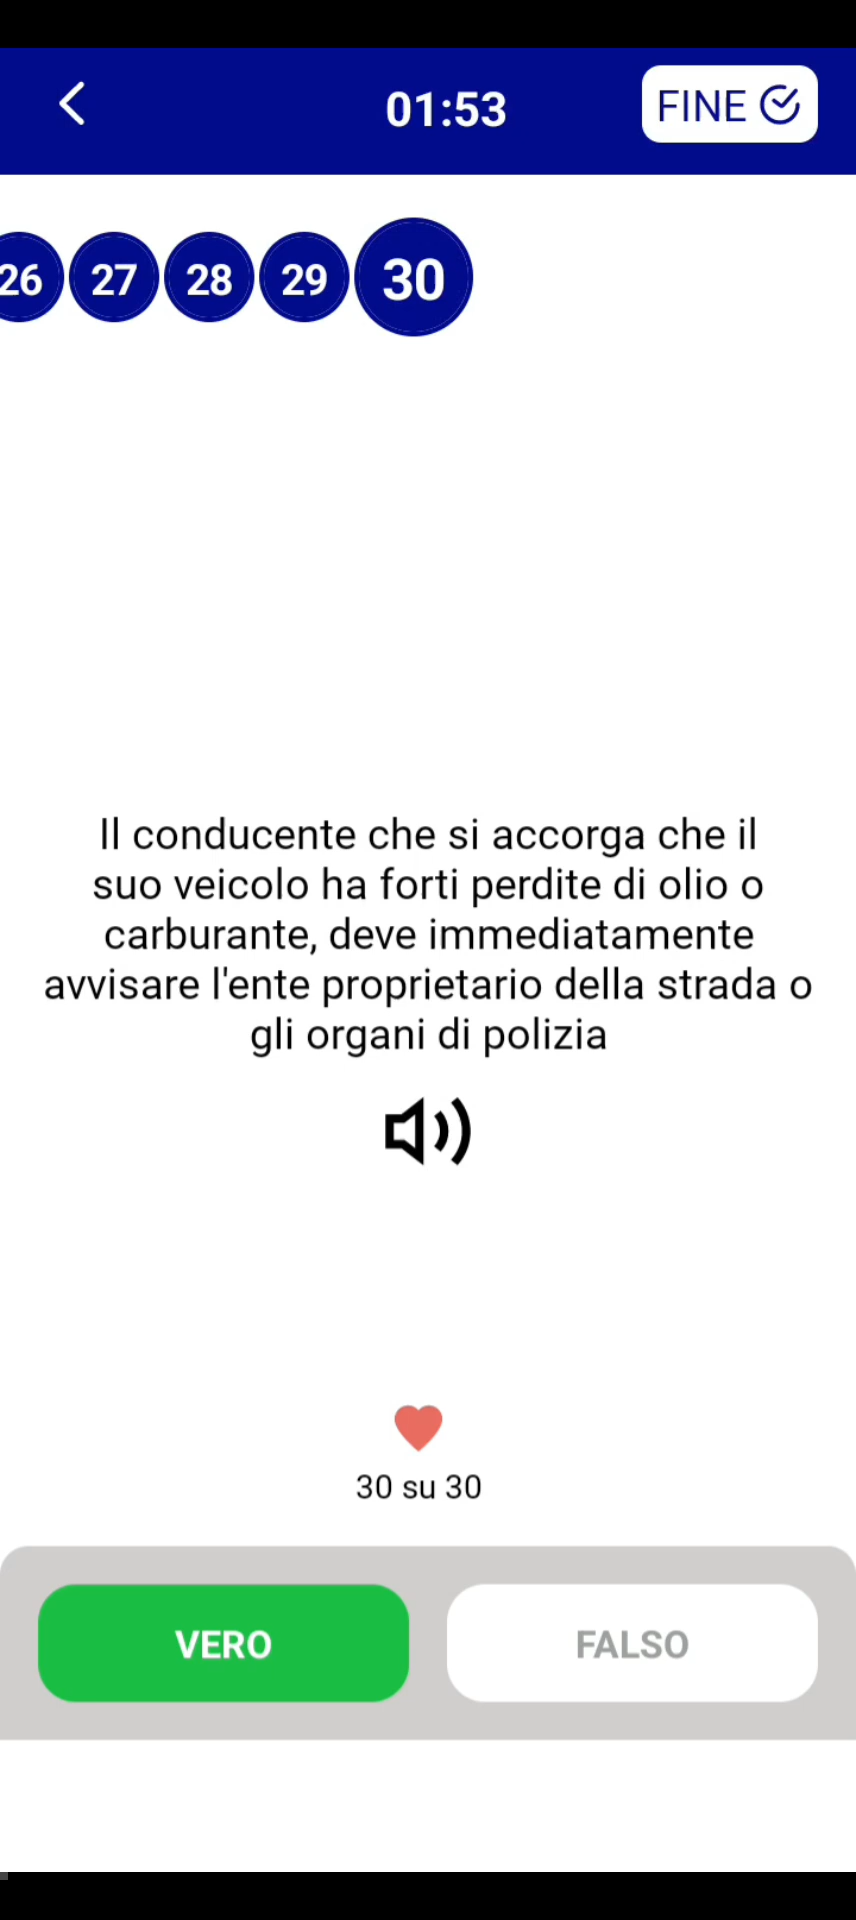 01:53
FINE
26 27 28 29 30
Il conducente che si accorga che il
suo veicolo ha forti perdite di olio o
carburante, deve immediatamente
avvisare l'ente proprietario della strada o
gli organi di polizia
30 su 30
VERO
FALSO